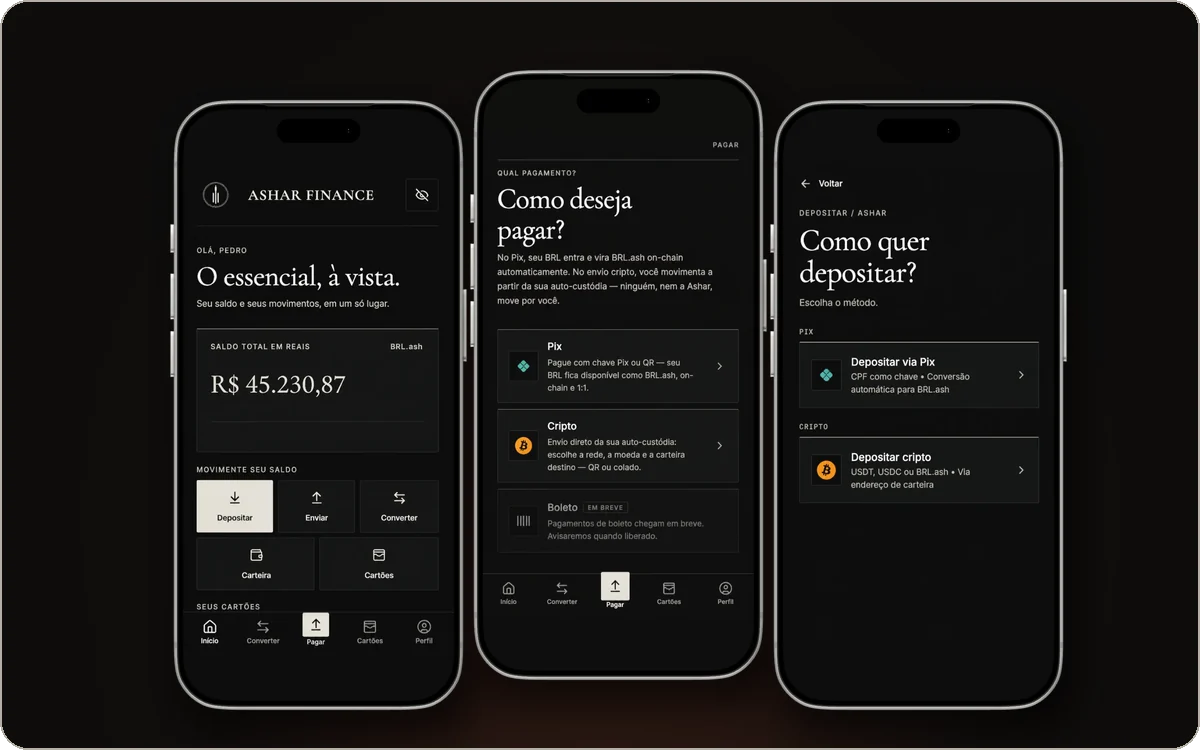 ASHAR FINANCE
OLÁ, PEDRO
O essencial, à vista.
Seu saldo e seus movimentos, em um só lugar.
SALDO TOTAL EM REAIS
BRL.ash
R$ 45.230,87
MOVIMENTE SEU SALDO
Depositar
Enviar
Converter
Carteira
Cartões
SEUS CARTÕES
Início
Converter
Pagar
Cartões
Perfil
PAGAR
QUAL PAGAMENTO?
Como deseja
pagar?
No Pix, seu BRL entra e vira BRL.ash on-chain
automaticamente. No envio cripto, você movimenta a
partir da sua auto-custódia — ninguém, nem a Ashar,
move por você.
Pix
Pague com chave Pix ou QR — seu
BRL fica disponível como BRL.ash, on-
chain e 1:1.
Cripto
Envio direto da sua auto-custódia:
escolhe a rede, a moeda e a carteira
destino — QR ou colado.
Boleto EM BREVE
Pagamentos de boleto chegam em breve.
Avisaremos quando liberado.
Início
Converter
Pagar
Cartões
Perfil
Voltar
DEPOSITAR / ASHAR
Como quer
depositar?
Escolha o método.
PIX
Depositar via Pix
CPF como chave • Conversão
automática para BRL.ash
CRIPTO
Depositar cripto
USDT, USDC ou BRL.ash • Via
endereço de carteira